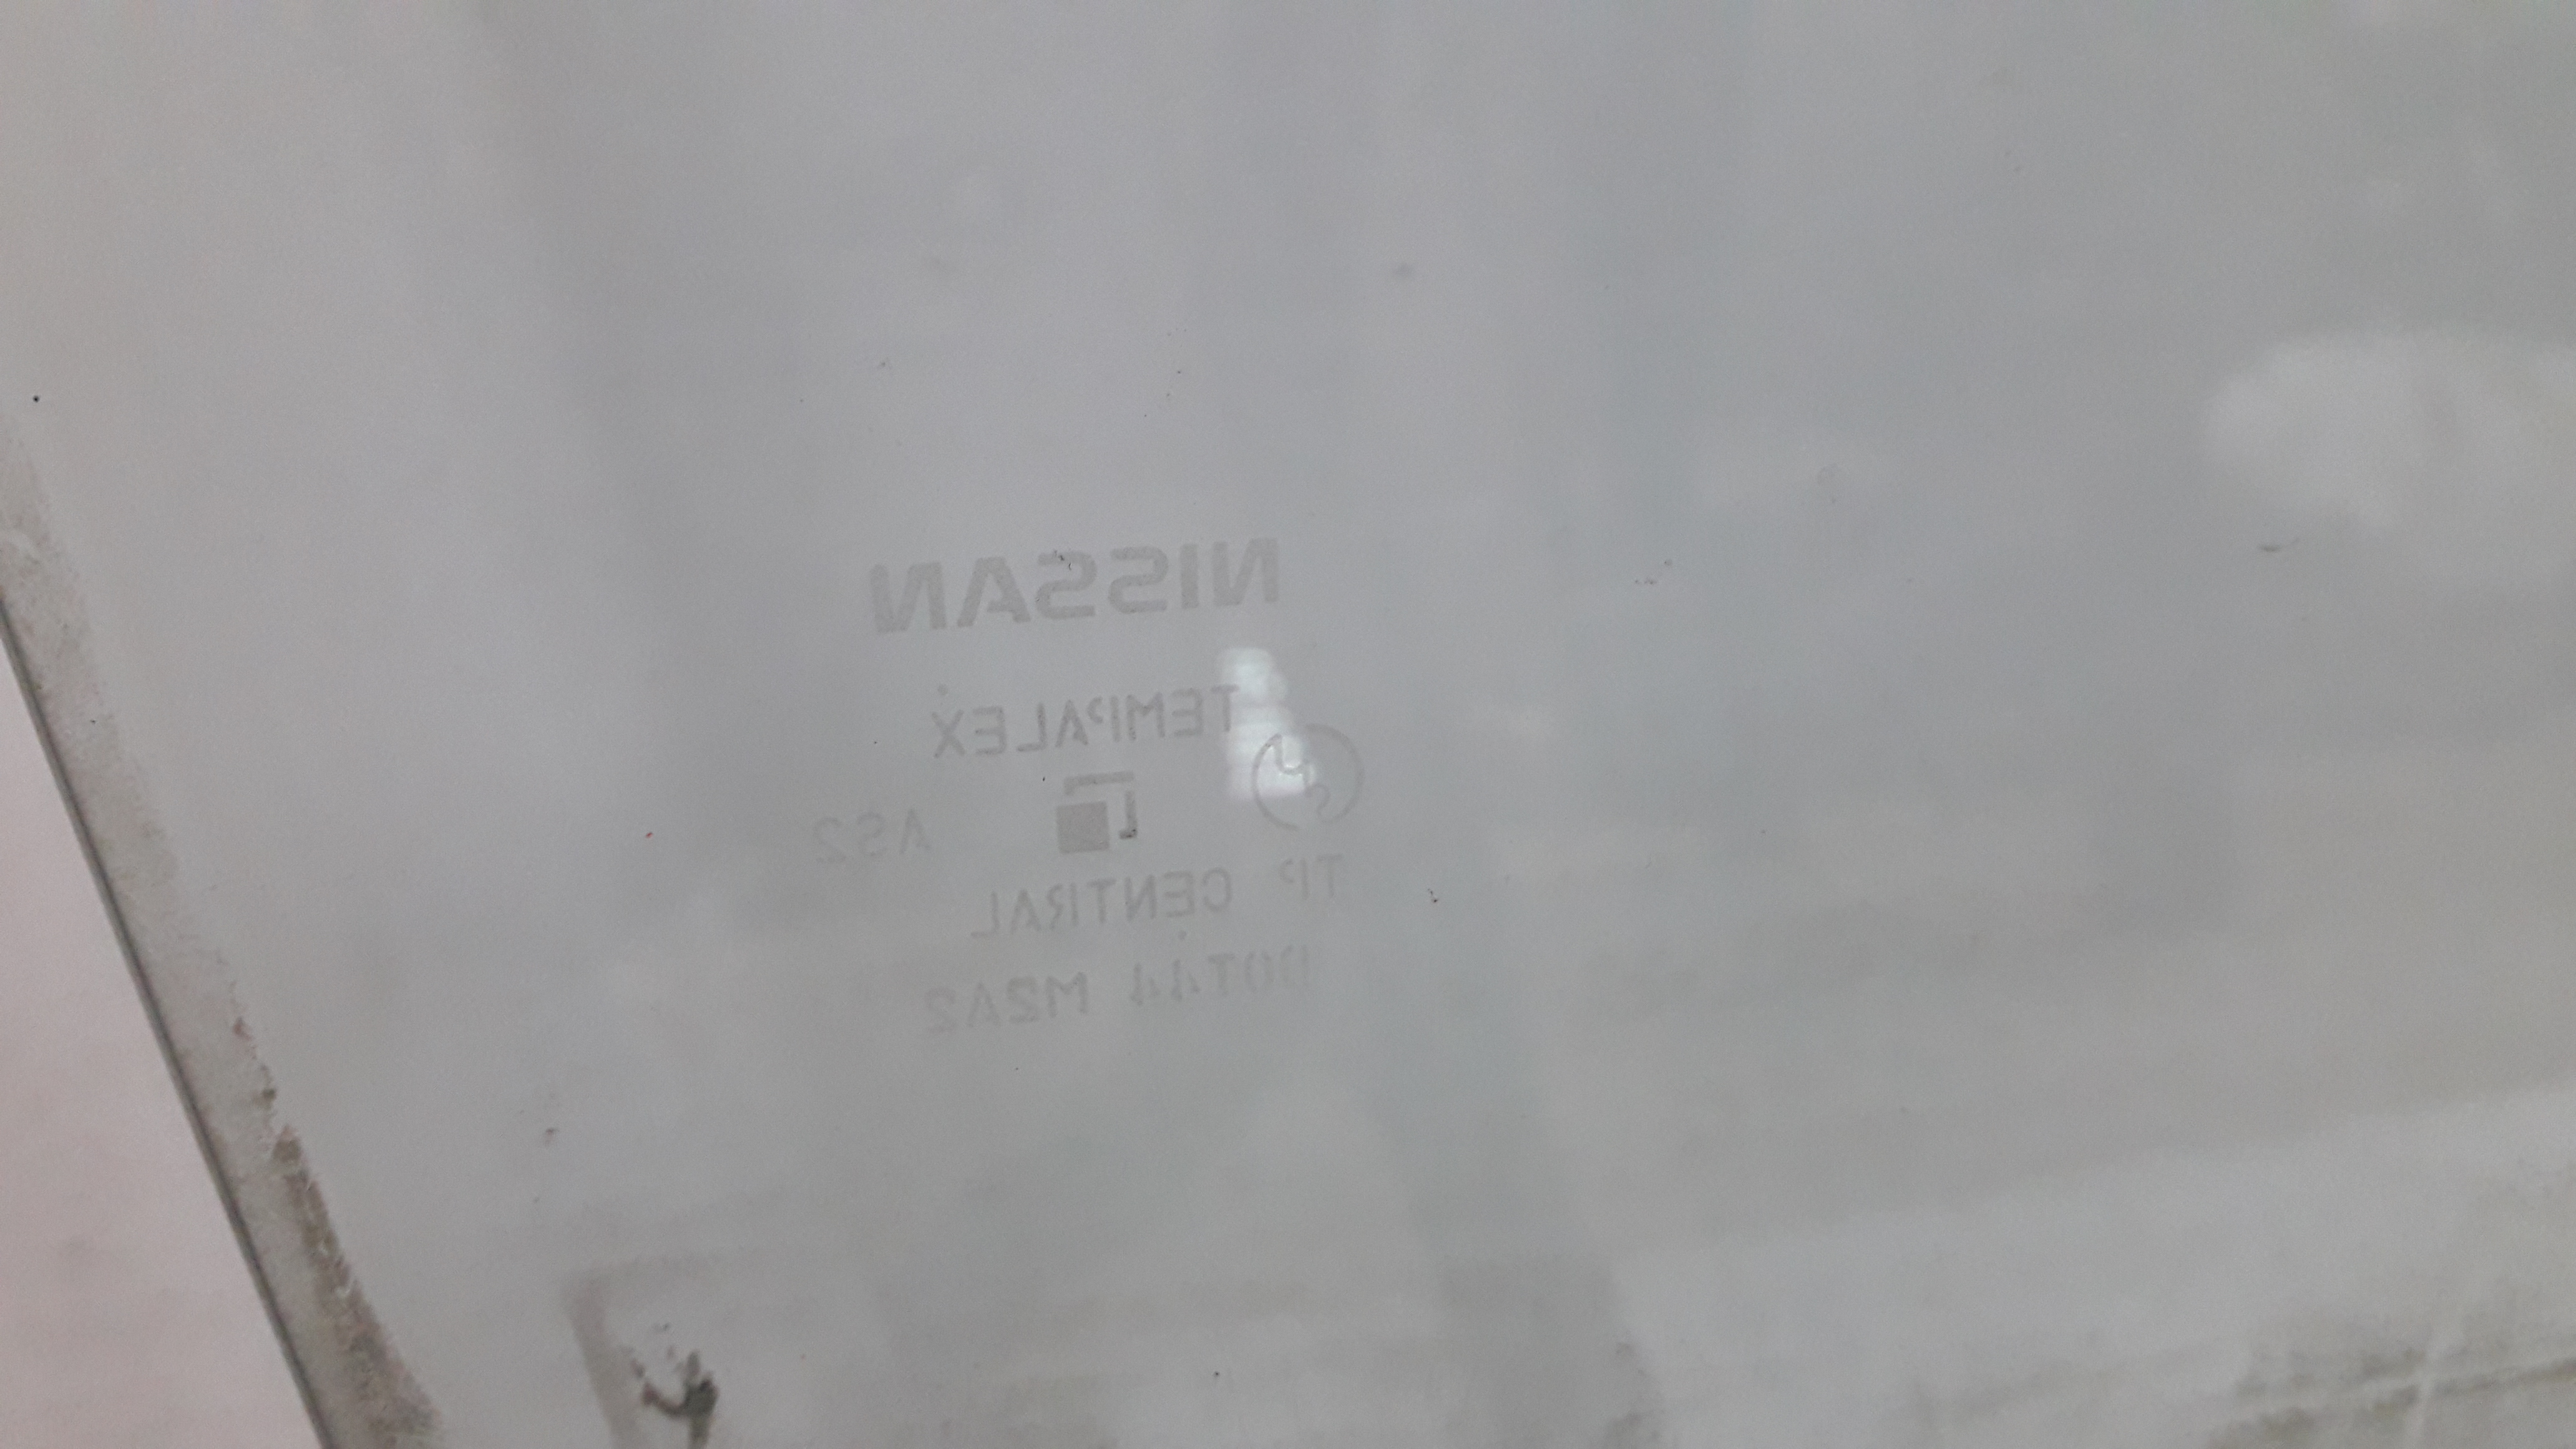 NISSAN
TEMPALEX
AS2
TP CENTRAL
DOT44 M2A2